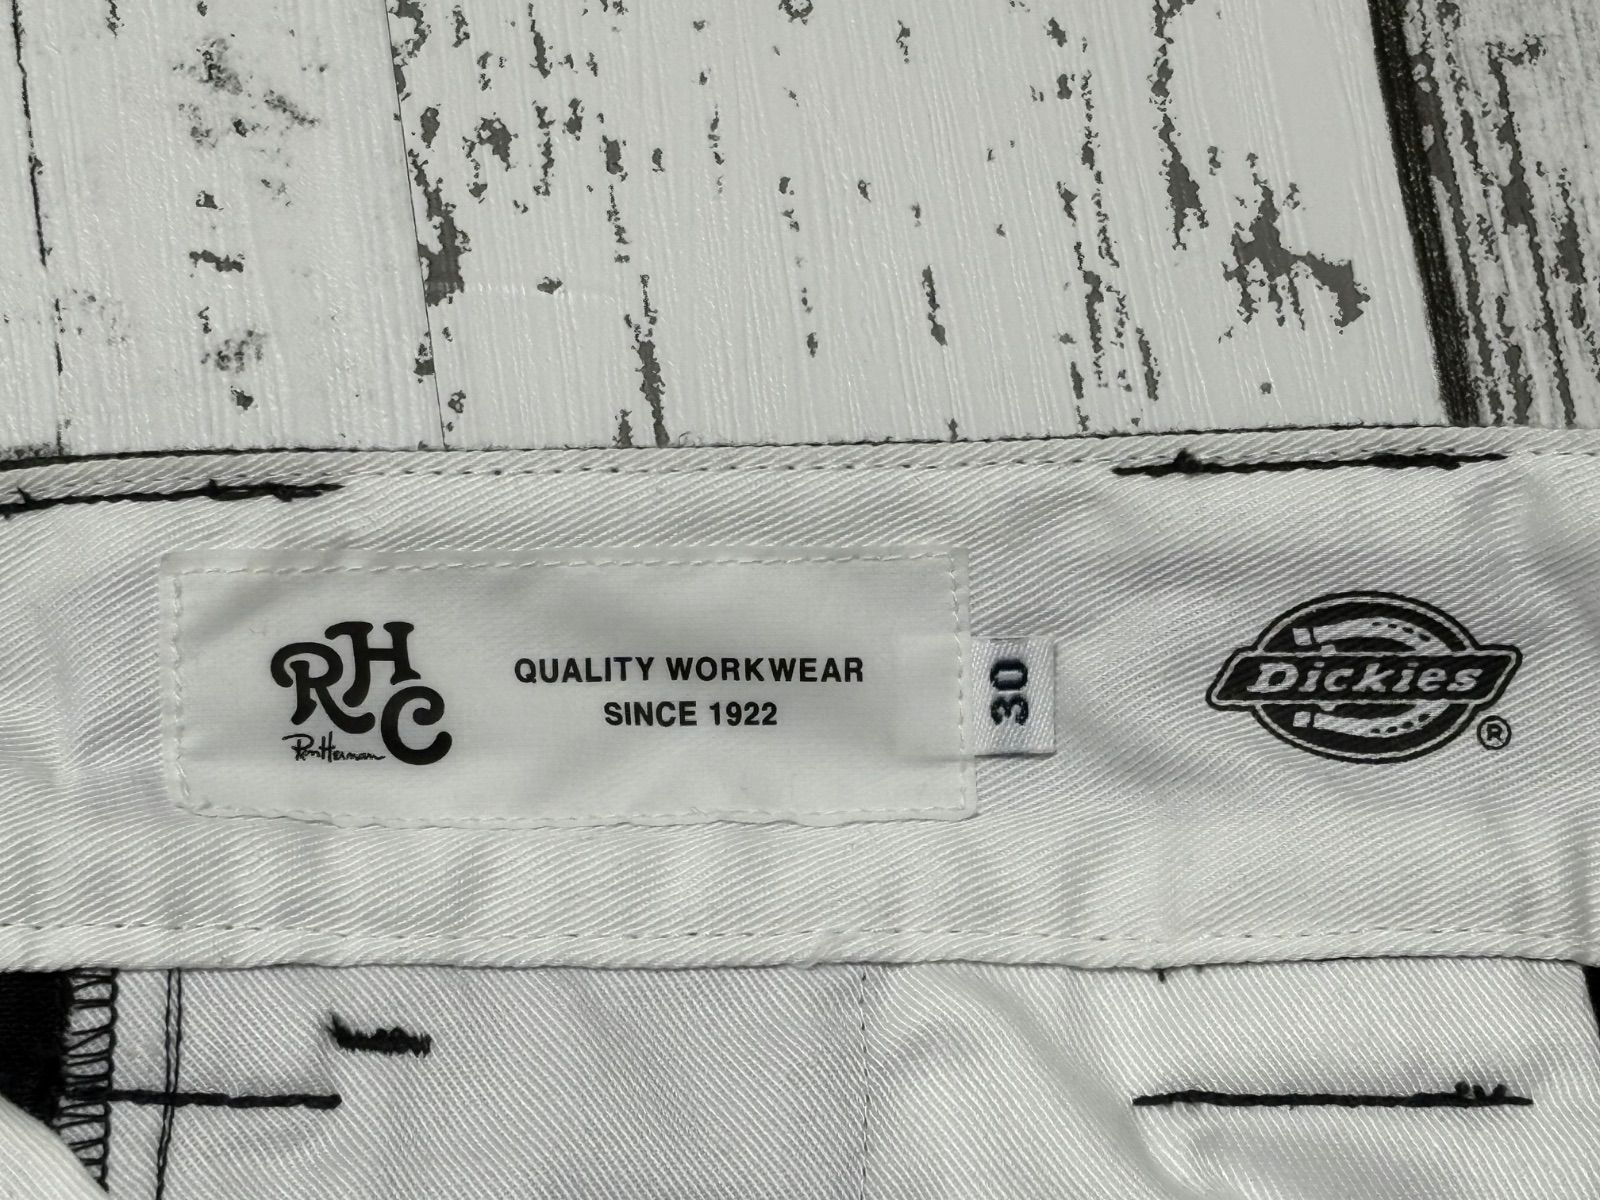 RHC
Ron Herman
QUALITY WORKWEAR
SINCE 1922
30
Dickies®